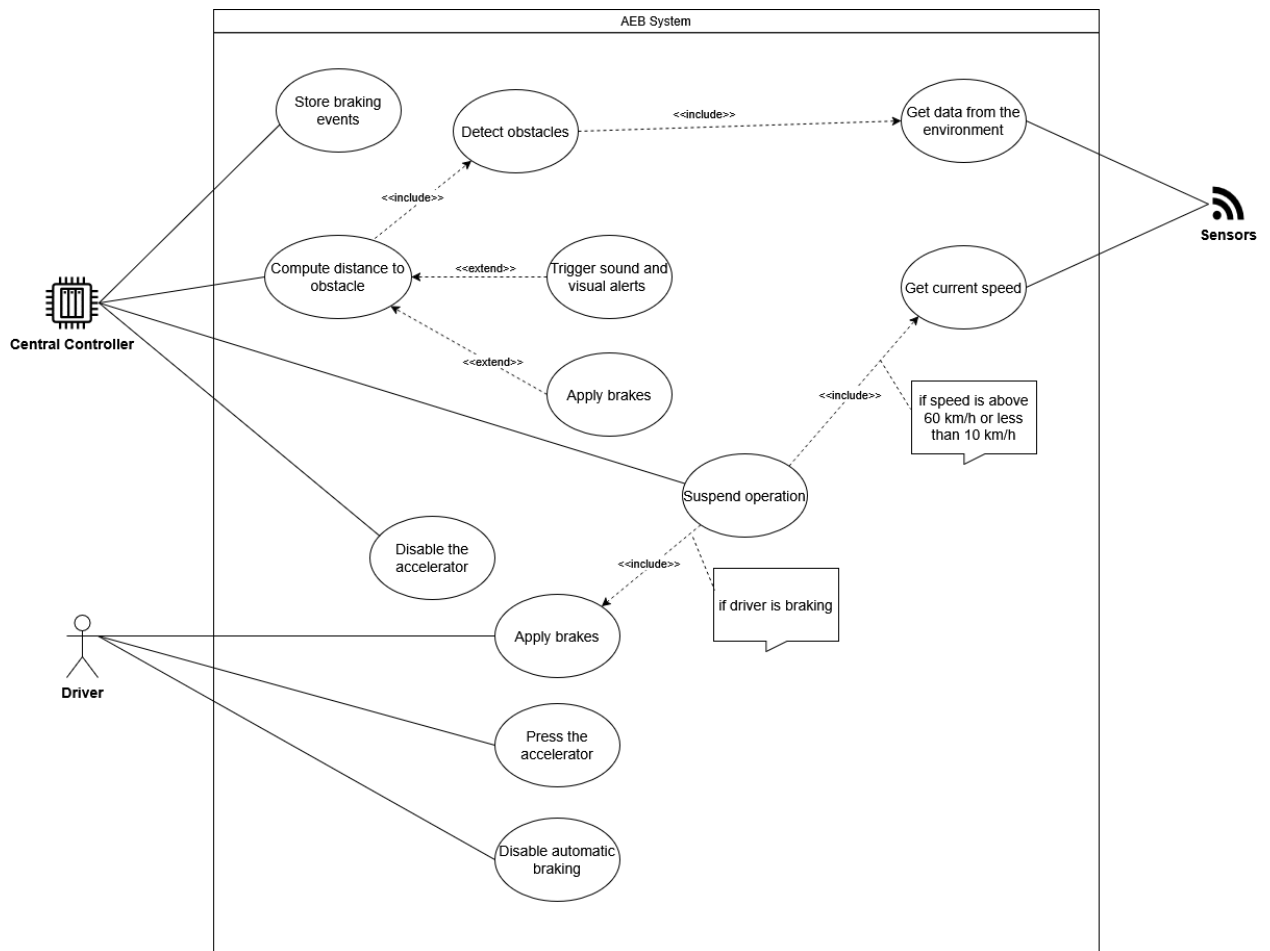 AEB System
Store braking
events
Detect obstacles
<<include>>
Get data from the
environment
<<include>>
Sensors
Compute distance to
obstacle
<<extend>>
Trigger sound and
visual alerts
Get current speed
Central Controller
<<extend>>
Apply brakes
<<include>>
if speed is above
60 km/h or less
than 10 km/h
Suspend operation
Disable the
accelerator
<<include>>
if driver is braking
Apply brakes
Driver
Press the
accelerator
Disable automatic
braking